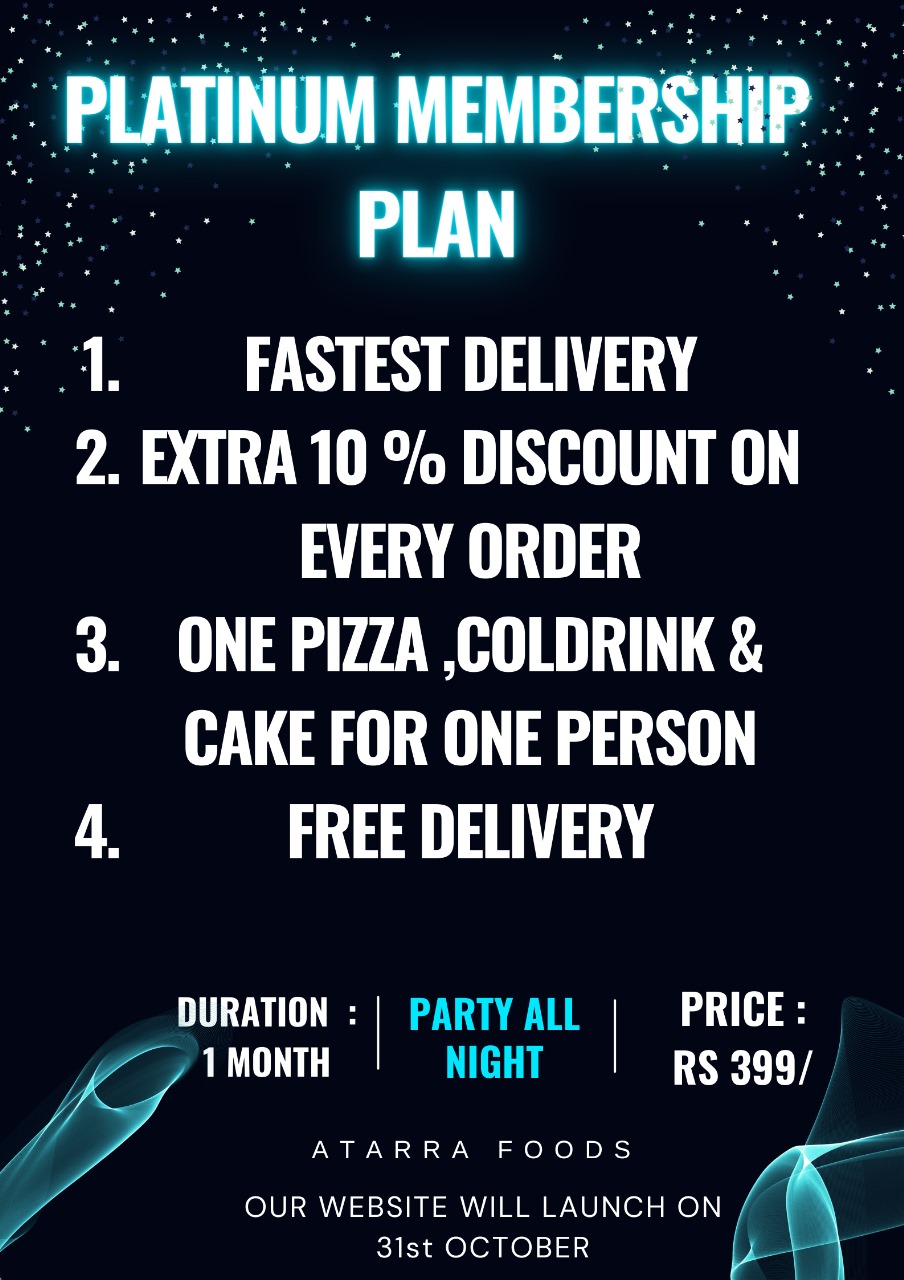 PLATINUM MEMBERSHIP
PLAN
1. FASTEST DELIVERY
2. EXTRA 10 % DISCOUNT ON
EVERY ORDER
3. ONE PIZZA ,COLDRINK &
CAKE FOR ONE PERSON
4. FREE DELIVERY
DURATION :
1 MONTH
PARTY ALL
NIGHT
PRICE :
RS 399/
ATARRA FOODS
OUR WEBSITE WILL LAUNCH ON
31st OCTOBER